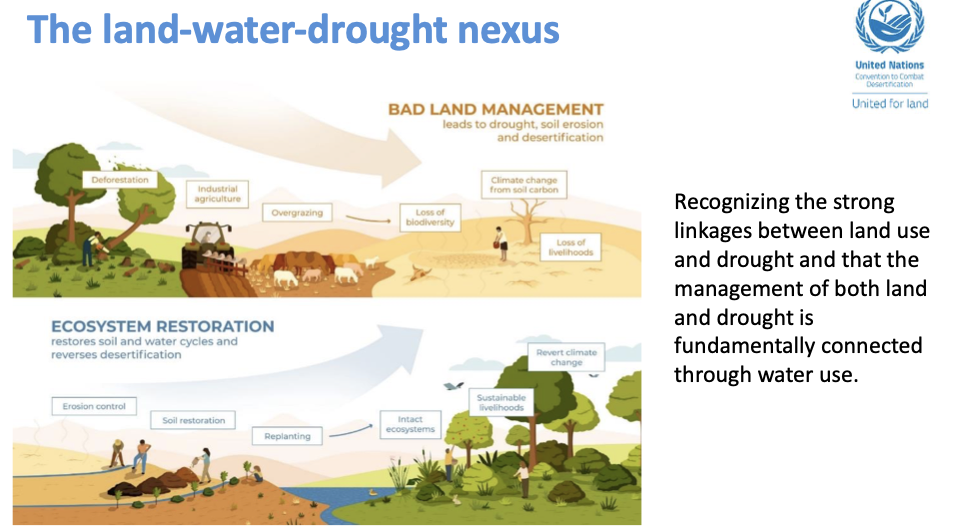 The land-water-drought nexus
United Nations
Convention to Combat
Desertification
United for land
BAD LAND MANAGEMENT
leads to drought, soil erosion
and desertification
Deforestation
Industrial
agriculture
Overgrazing
Loss of
biodiversity
Climate change
from soil carbon
Loss of
livelihoods
Recognizing the strong
linkages between land use
and drought and that the
management of both land
and drought is
fundamentally connected
through water use.
ECOSYSTEM RESTORATION
restores soil and water cycles and
reverses desertification
Erosion control
Soil restoration
Replanting
Intact
ecosystems
Sustainable
livelihoods
Revert climate
change